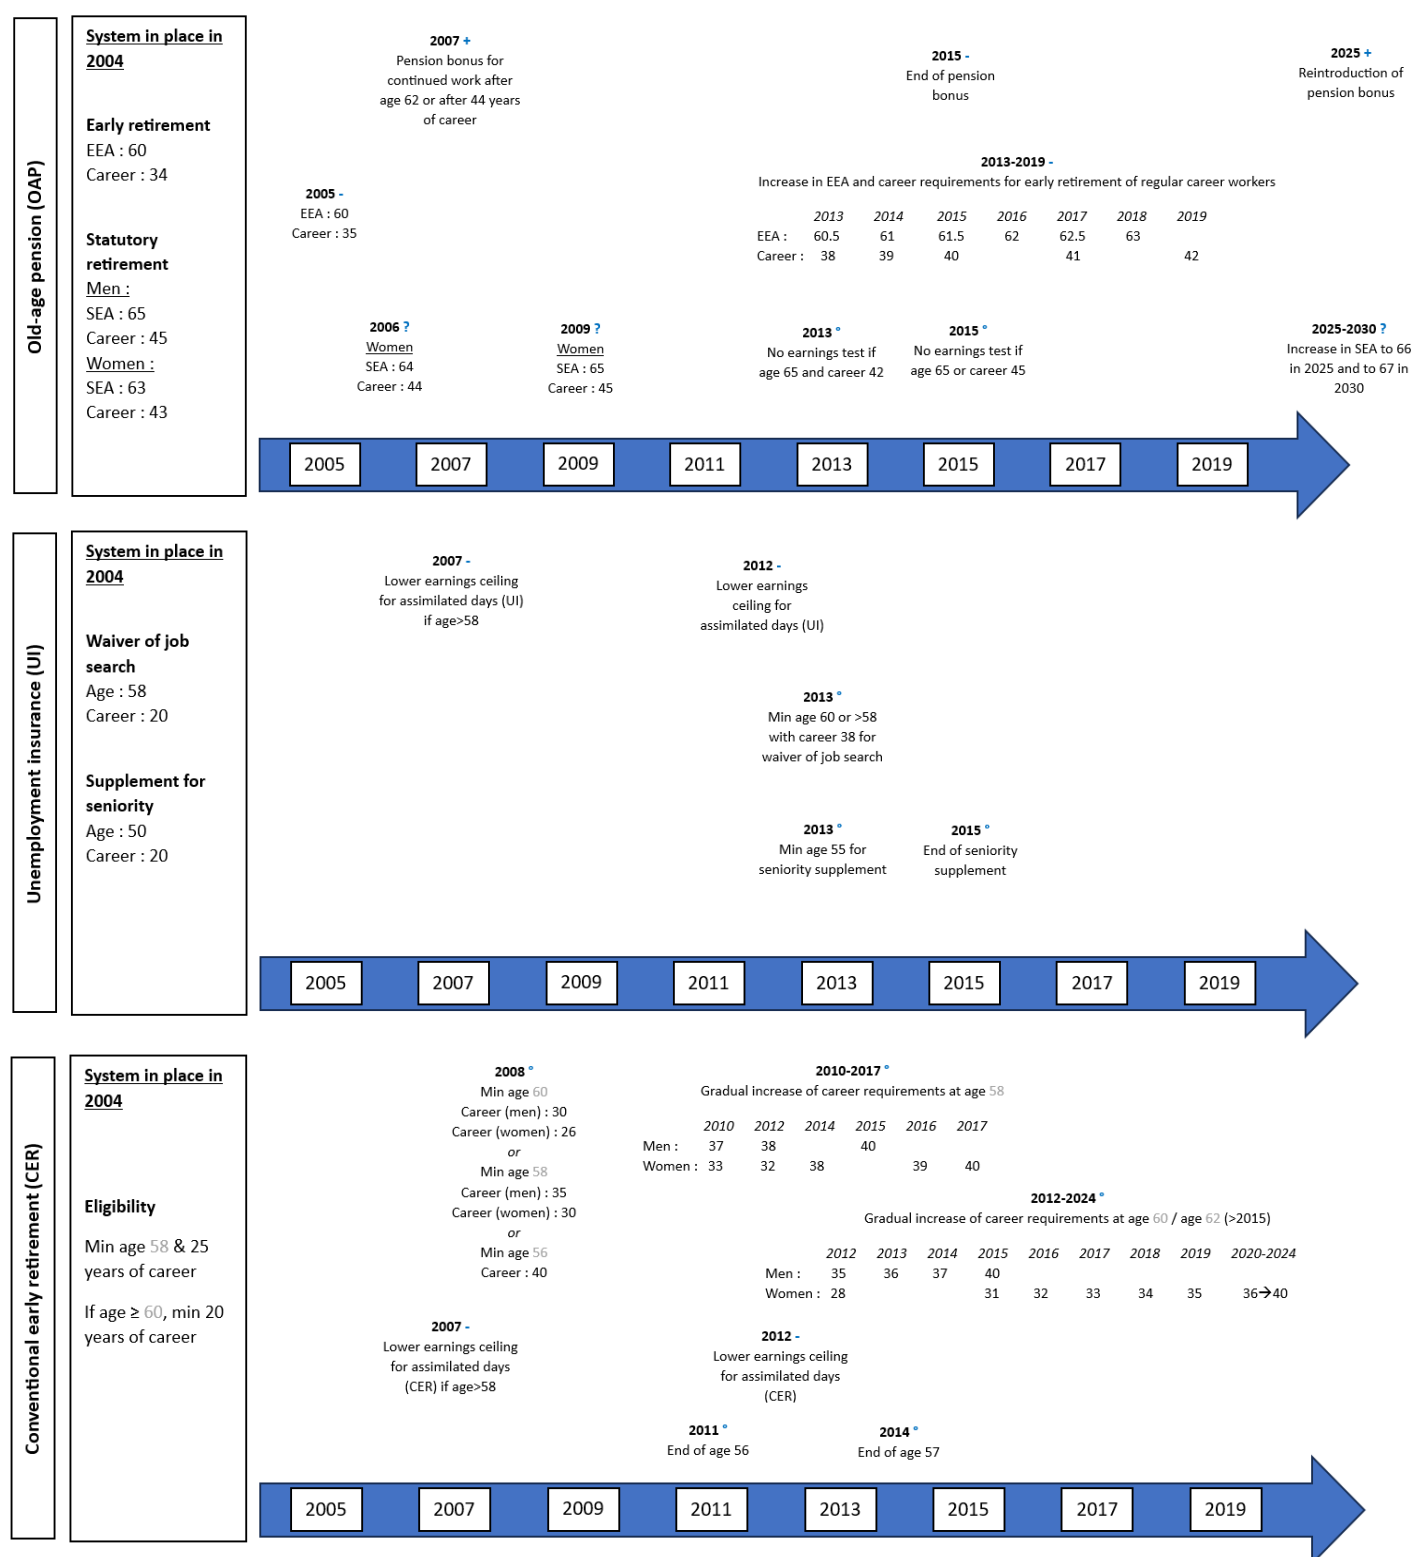 Old-age pension (OAP)
System in place in
2004
Early retirement
EEA : 60
Career : 34
Statutory
retirement
Men :
SEA : 65
Career : 45
Women :
SEA : 63
Career : 43
2007 +
Pension bonus for
continued work after
age 62 or after 44 years
of career
2015 -
End of pension
bonus
2025 +
Reintroduction of
pension bonus
2005 -
EEA : 60
Career : 35
2013-2019 -
Increase in EEA and career requirements for early retirement of regular career workers
2013 2014 2015 2016 2017 2018 2019
EEA : 60.5 61 61.5 62 62.5 63
Career : 38 39 40 41 42
2006 ?
Women
SEA : 64
Career : 44
2009 ?
Women
SEA : 65
Career : 45
2013 °
No earnings test if
age 65 and career 42
2015 °
No earnings test if
age 65 or career 45
2025-2030 ?
Increase in SEA to 66
in 2025 and to 67 in
2030
2005 2007 2009 2011 2013 2015 2017 2019
Unemployment insurance (UI)
System in place in
2004
Waiver of job
search
Age : 58
Career : 20
Supplement for
seniority
Age : 50
Career : 20
2007 -
Lower earnings ceiling
for assimilated days (UI)
if age>58
2012 -
Lower earnings
ceiling for
assimilated days (UI)
2013 °
Min age 60 or >58
with career 38 for
waiver of job search
2013 °
Min age 55 for
seniority supplement
2015 °
End of seniority
supplement
2005 2007 2009 2011 2013 2015 2017 2019
Conventional early retirement (CER)
System in place in
2004
Eligibility
Min age 58 & 25
years of career
If age ≥ 60, min 20
years of career
2008 °
Min age 60
Career (men) : 30
Career (women) : 26
or
Min age 58
Career (men) : 35
Career (women) : 30
or
Min age 56
Career : 40
2010-2017 °
Gradual increase of career requirements at age 58
2010 2012 2014 2015 2016 2017
Men : 37 38 40
Women : 33 32 38 39 40
2012-2024 °
Gradual increase of career requirements at age 60 / age 62 (>2015)
2012 2013 2014 2015 2016 2017 2018 2019 2020-2024
Men : 35 36 37 40
Women : 28 31 32 33 34 35 36→40
2007 -
Lower earnings ceiling
for assimilated days
(CER) if age>58
2012 -
Lower earnings ceiling
for assimilated days
(CER)
2011 °
End of age 56
2014 °
End of age 57
2005 2007 2009 2011 2013 2015 2017 2019